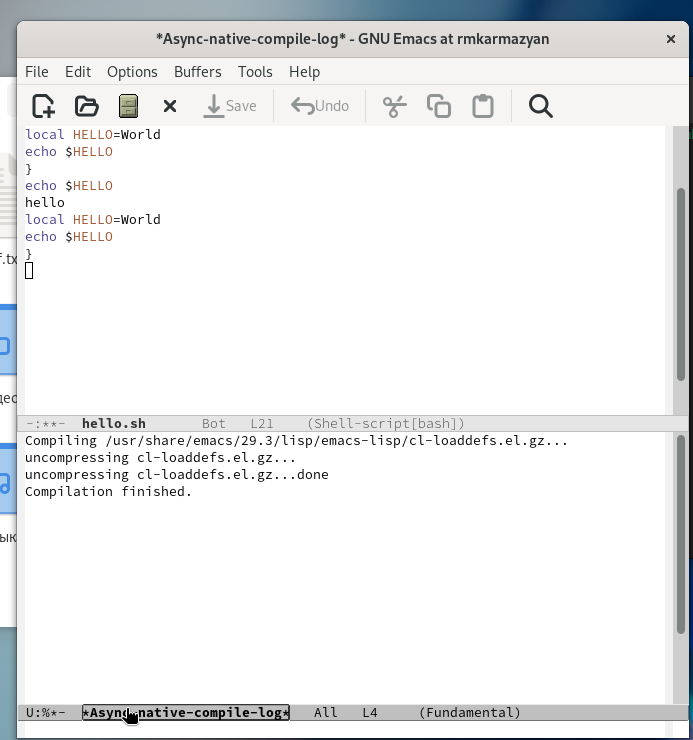 *Async-native-compile-log* - GNU Emacs at rmkarmazyan
File Edit Options Buffers Tools Help
Save Undo
local HELLO=World
echo $HELLO
}
echo $HELLO
hello
local HELLO=World
echo $HELLO
}
-:**- hello.sh Bot L21 (Shell-script[bash])
Compiling /usr/share/emacs/29.3/lisp/emacs-lisp/cl-loaddefs.el.gz...
uncompressing cl-loaddefs.el.gz...
uncompressing cl-loaddefs.el.gz...done
Compilation finished.
U:%*- *Async-native-compile-log* All L4 (Fundamental)